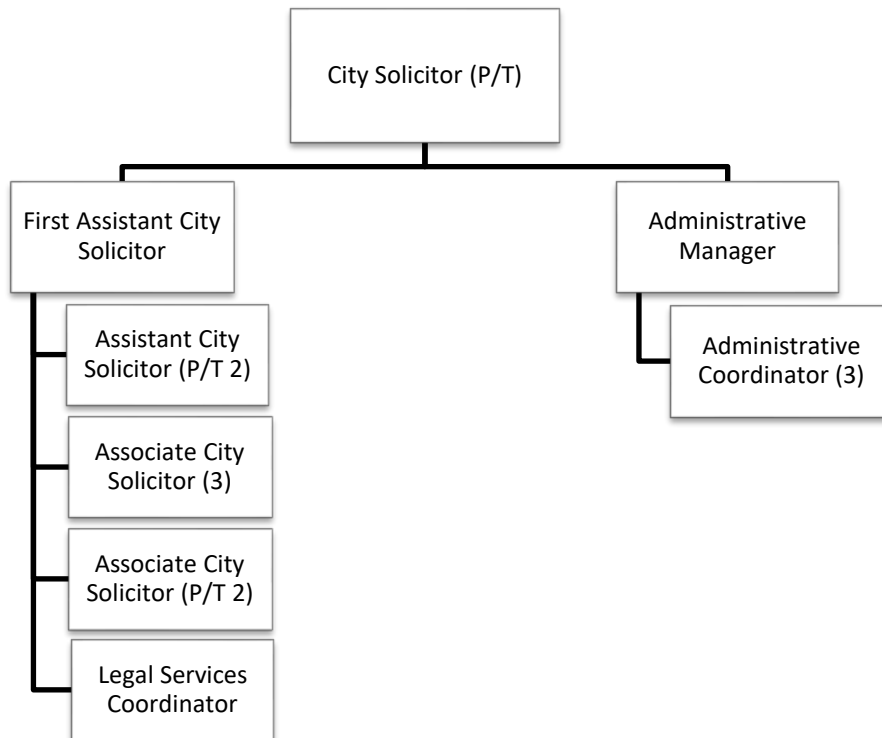 City Solicitor (P/T)
First Assistant City
Solicitor
Administrative
Manager
Assistant City
Solicitor (P/T 2)
Administrative
Coordinator (3)
Associate City
Solicitor (3)
Associate City
Solicitor (P/T 2)
Legal Services
Coordinator